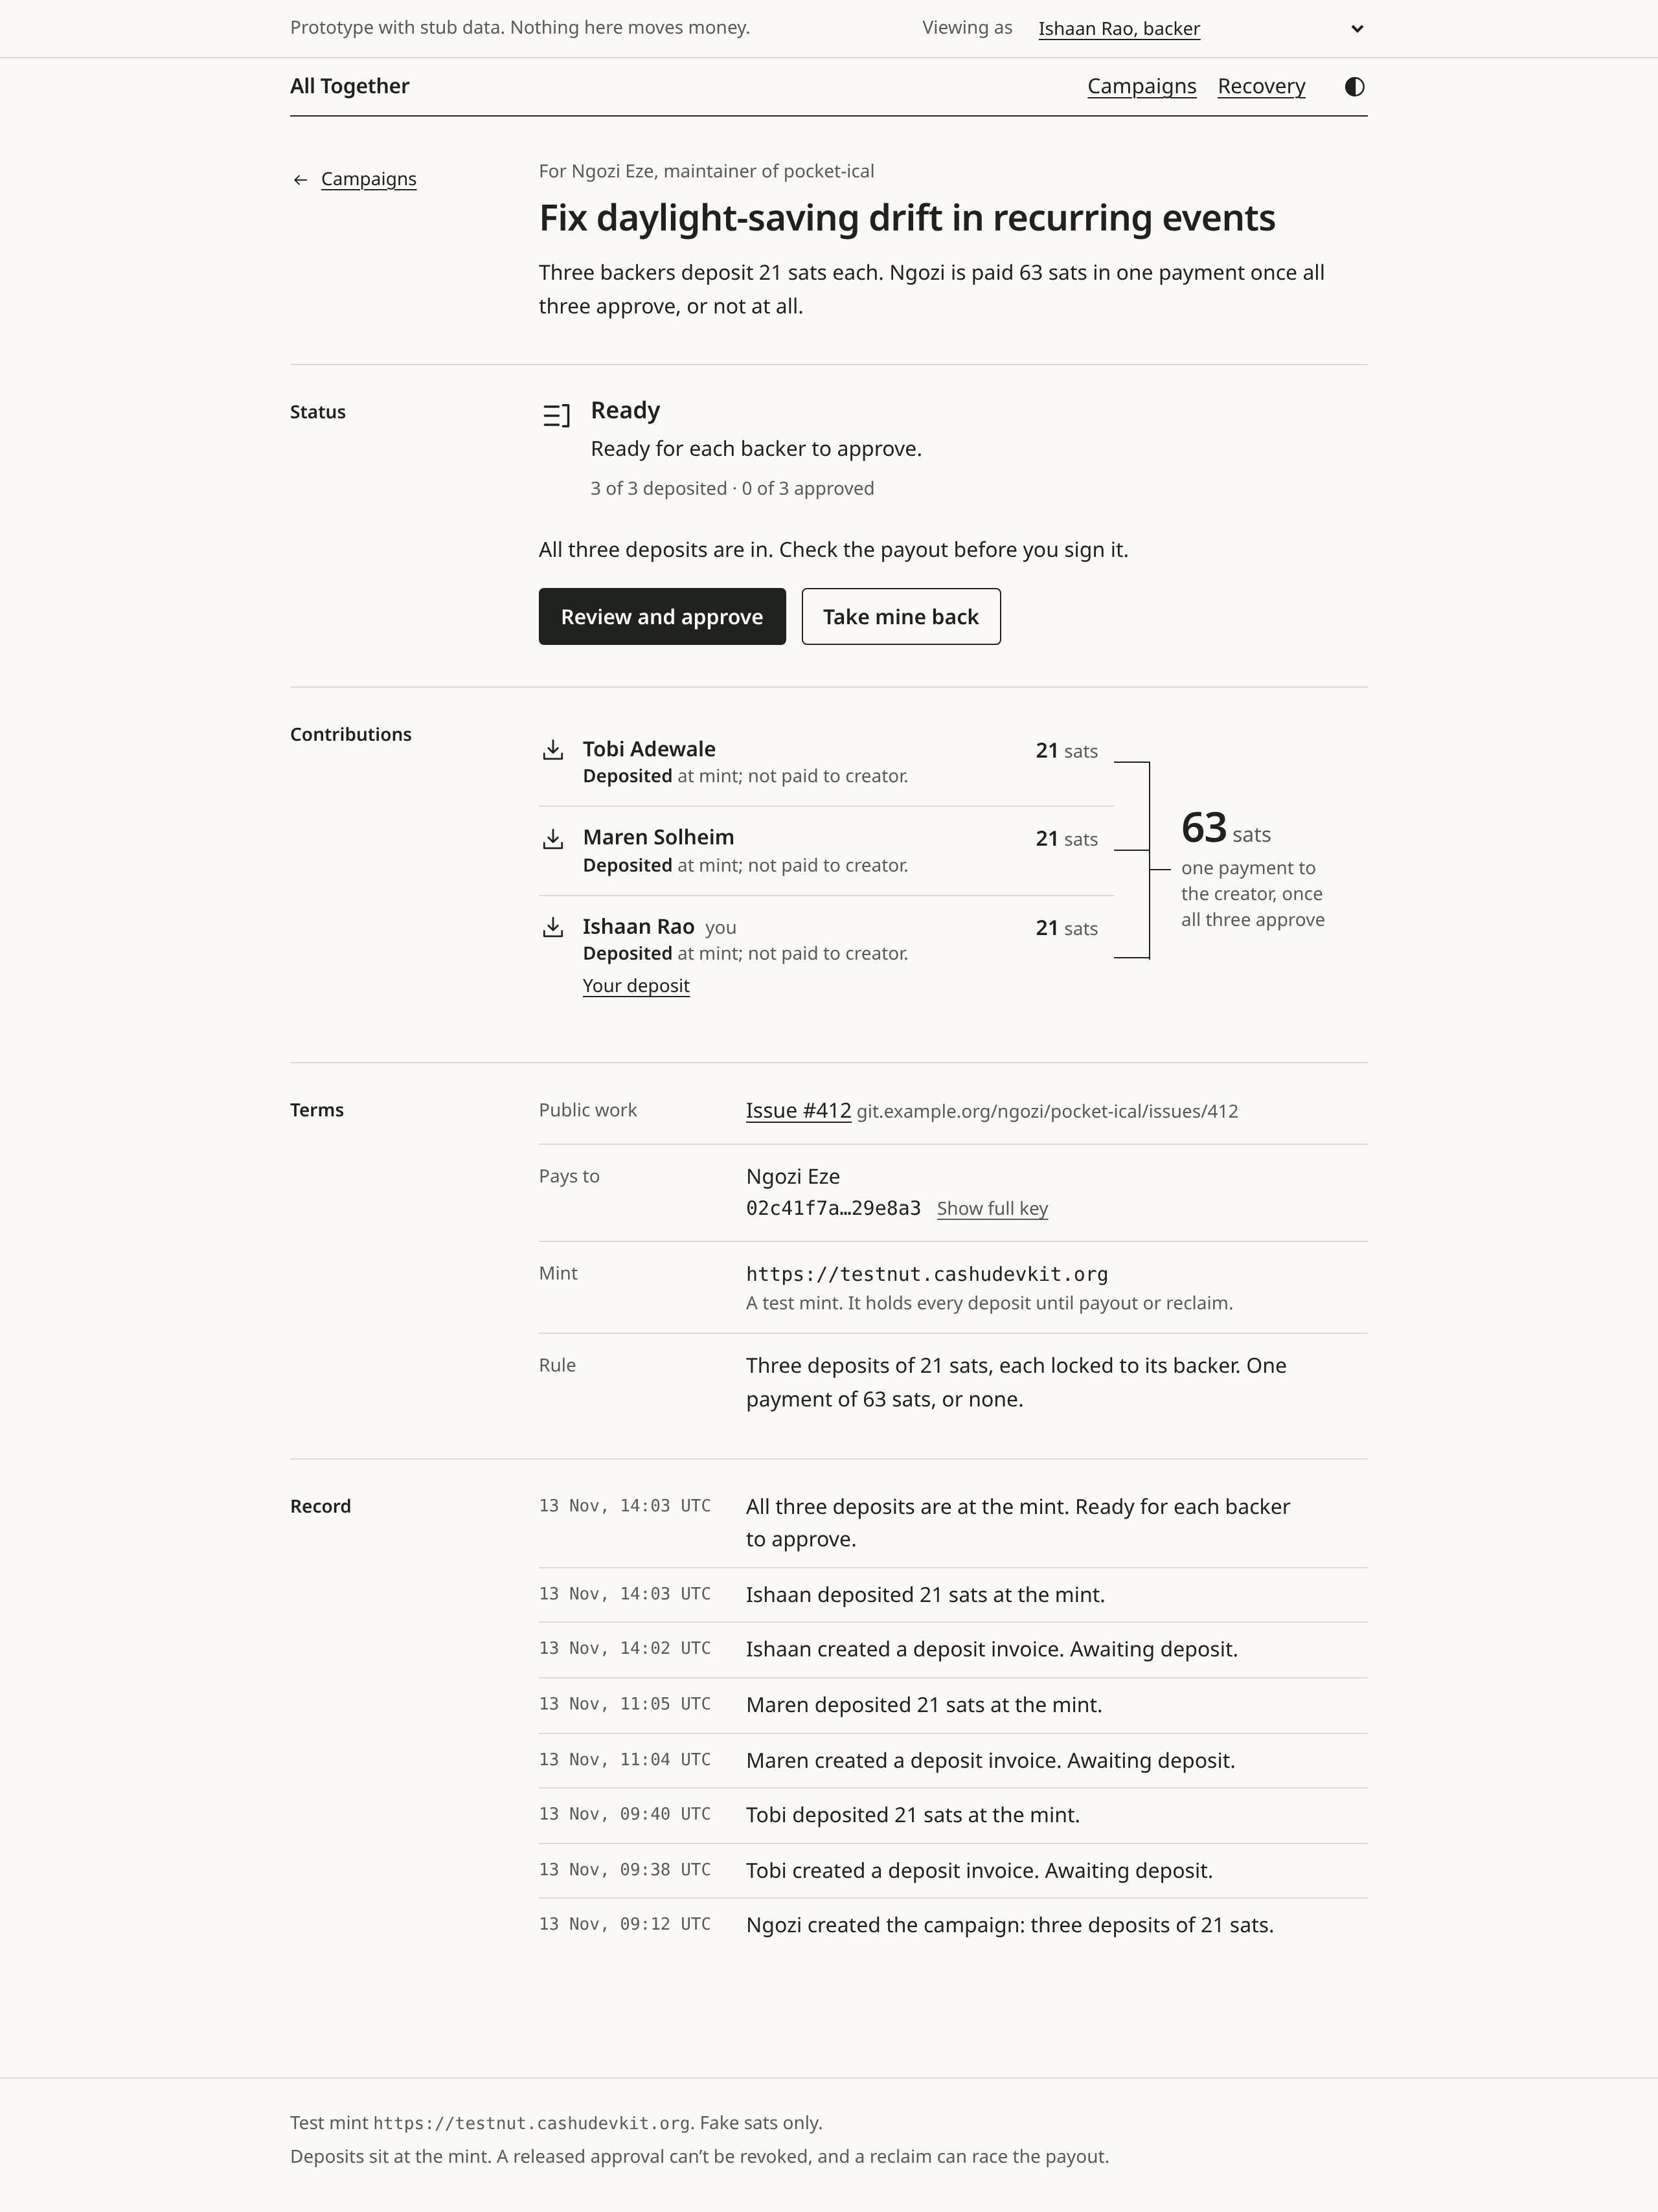 Prototype with stub data. Nothing here moves money.
Viewing as Ishaan Rao, backer
All Together
Campaigns Recovery
← Campaigns
For Ngozi Eze, maintainer of pocket-ical
Fix daylight-saving drift in recurring events
Three backers deposit 21 sats each. Ngozi is paid 63 sats in one payment once all
three approve, or not at all.
Status
Ready
Ready for each backer to approve.
3 of 3 deposited · 0 of 3 approved
All three deposits are in. Check the payout before you sign it.
Review and approve
Take mine back
Contributions
Tobi Adewale
21 sats
Deposited at mint; not paid to creator.
Maren Solheim
21 sats
Deposited at mint; not paid to creator.
Ishaan Rao you
21 sats
Deposited at mint; not paid to creator.
Your deposit
63 sats
one payment to
the creator, once
all three approve
Terms
Public work
Issue #412 git.example.org/ngozi/pocket-ical/issues/412
Pays to
Ngozi Eze
02c41f7a…29e8a3 Show full key
Mint
https://testnut.cashudevkit.org
A test mint. It holds every deposit until payout or reclaim.
Rule
Three deposits of 21 sats, each locked to its backer. One
payment of 63 sats, or none.
Record
13 Nov, 14:03 UTC
All three deposits are at the mint. Ready for each backer
to approve.
13 Nov, 14:03 UTC Ishaan deposited 21 sats at the mint.
13 Nov, 14:02 UTC Ishaan created a deposit invoice. Awaiting deposit.
13 Nov, 11:05 UTC Maren deposited 21 sats at the mint.
13 Nov, 11:04 UTC Maren created a deposit invoice. Awaiting deposit.
13 Nov, 09:40 UTC Tobi deposited 21 sats at the mint.
13 Nov, 09:38 UTC Tobi created a deposit invoice. Awaiting deposit.
13 Nov, 09:12 UTC Ngozi created the campaign: three deposits of 21 sats.
Test mint https://testnut.cashudevkit.org. Fake sats only.
Deposits sit at the mint. A released approval can’t be revoked, and a reclaim can race the payout.